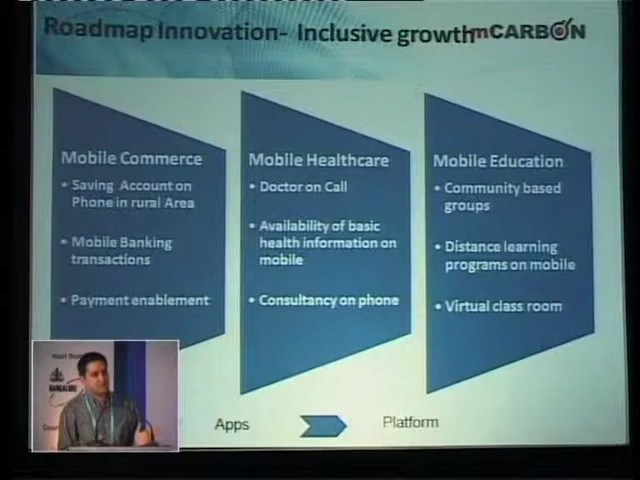 Roadmap Innovation- Inclusive growth
mCARBON
Mobile Commerce
• Saving Account on
Phone in rural Area
• Mobile Banking
transactions
• Payment enablement
Mobile Healthcare
• Doctor on Call
• Availability of basic
health information on
mobile
• Consultancy on phone
Mobile Education
• Community based
groups
• Distance learning
programs on mobile
• Virtual class room
Apps
Platform
BANGALORE